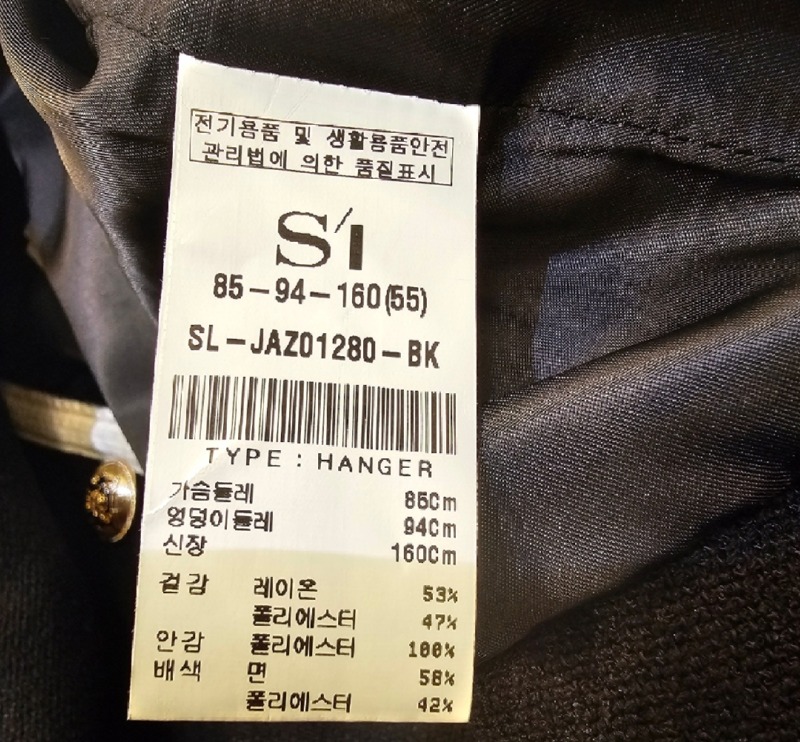 전기용품 및 생활용품안전
관리법에 의한 품질표시
S'I
85-94-160(55)
SL-JAZ01280-BK
TYPE : HANGER
가슴둘레 85Cm
엉덩이둘레 94Cm
신장 160Cm
겉감 레이온 53%
폴리에스터 47%
안감 폴리에스터 100%
배색 면 58%
폴리에스터 42%